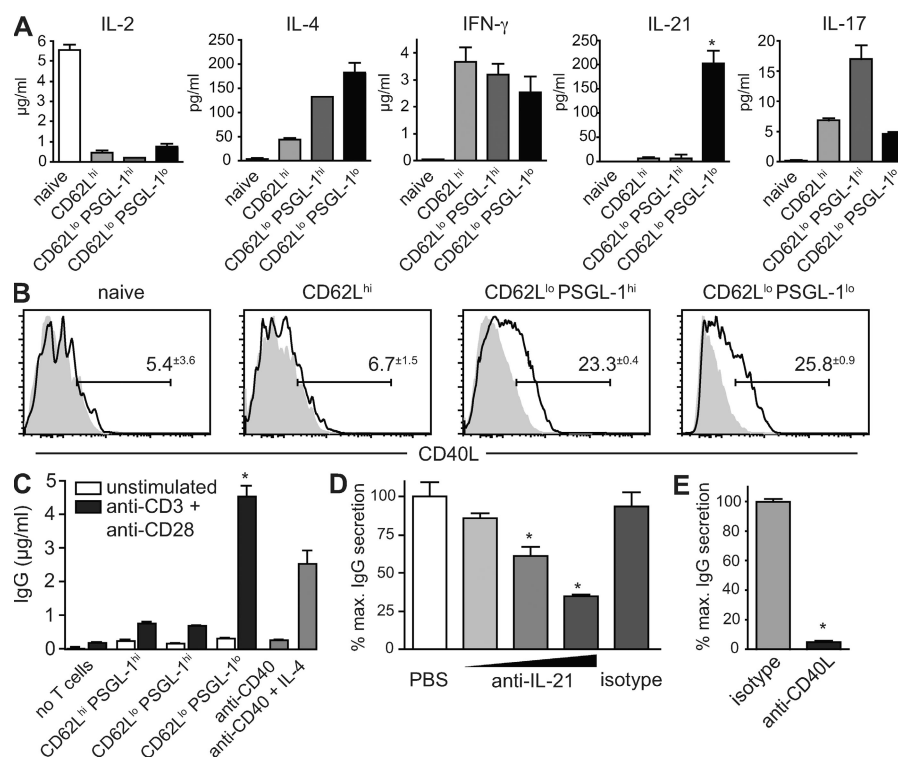 A
IL-2
IL-4
IFN-γ
IL-21
IL-17
µg/ml
6
5
4
3
2
1
0
naive
CD62Lhi
CD62Llo PSGL-1hi
CD62Llo PSGL-1lo
pg/ml
250
200
150
100
50
0
naive
CD62Lhi
CD62Llo PSGL-1hi
CD62Llo PSGL-1lo
µg/ml
4
3
2
1
0
naive
CD62Lhi
CD62Llo PSGL-1hi
CD62Llo PSGL-1lo
pg/ml
250
200
150
100
50
0
*
naive
CD62Lhi
CD62Llo PSGL-1hi
CD62Llo PSGL-1lo
pg/ml
20
15
10
5
0
naive
CD62Lhi
CD62Llo PSGL-1hi
CD62Llo PSGL-1lo
B
naive
CD62Lhi
CD62Llo PSGL-1hi
CD62Llo PSGL-1lo
5.4±3.6
6.7±1.5
23.3±0.4
25.8±0.9
CD40L
C
unstimulated
anti-CD3 +
anti-CD28
IgG (µg/ml)
5
4
3
2
1
0
*
no T cells
CD62Lhi PSGL-1hi
CD62Llo PSGL-1hi
CD62Llo PSGL-1lo
anti-CD40
anti-CD40 + IL-4
D
% max. IgG secretion
100
75
50
25
0
*
*
PBS
anti-IL-21
isotype
E
% max. IgG secretion
100
80
60
40
20
0
*
isotype
anti-CD40L